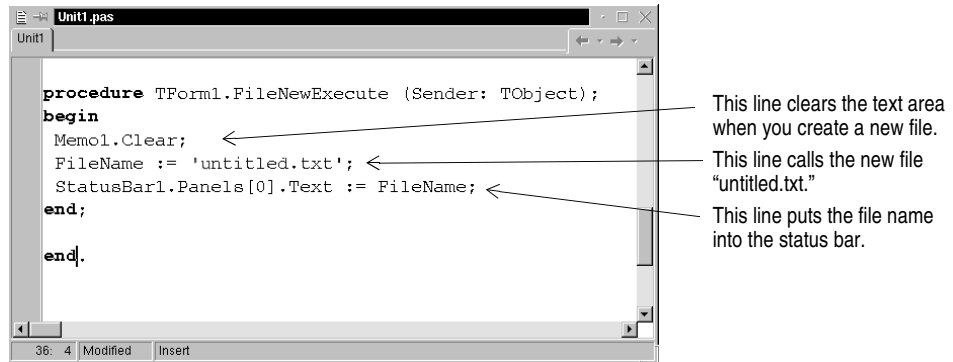 Unit1.pas
Unit1
procedure TForm1.FileNewExecute (Sender: TObject);
begin
Memo1.Clear;
FileName := 'untitled.txt';
StatusBar1.Panels[0].Text := FileName;
end;
end.
36: 4 Modified Insert
This line clears the text area
when you create a new file.
This line calls the new file
“untitled.txt.”
This line puts the file name
into the status bar.